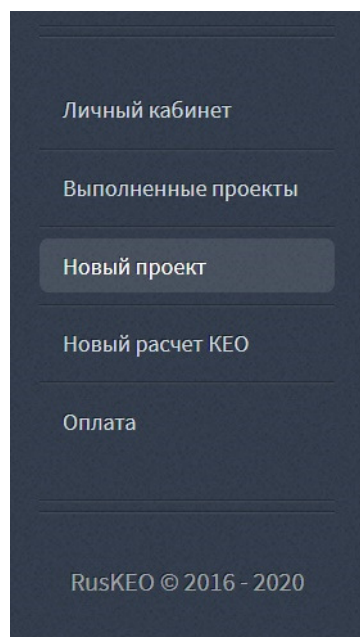 Личный кабинет
Выполненные проекты
Новый проект
Новый расчет КЕО
Оплата
RusKEO © 2016 - 2020